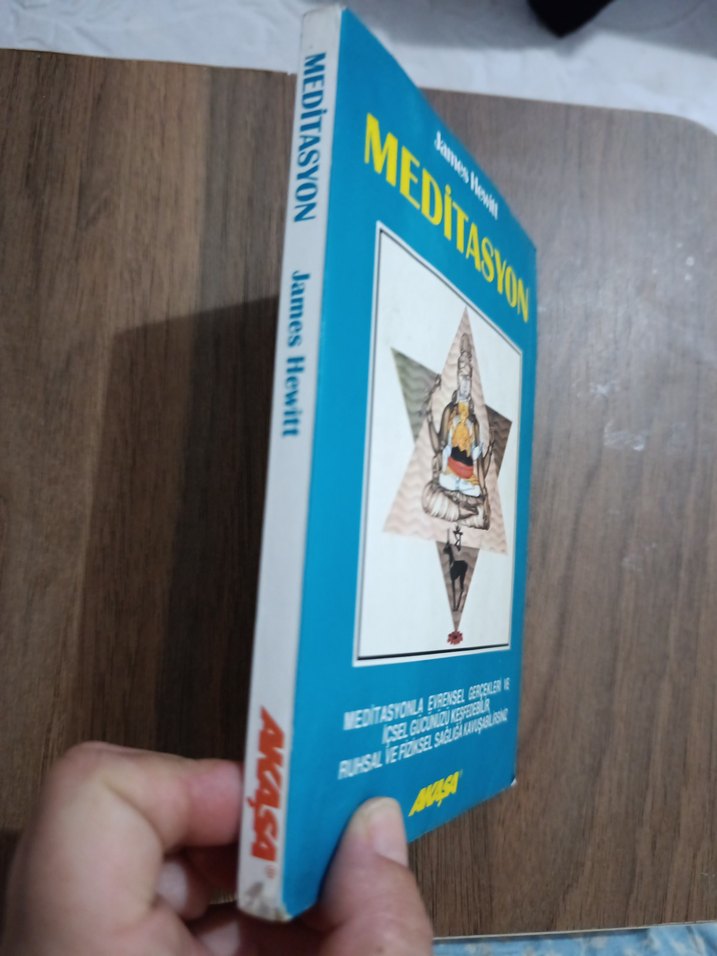 MEDİTASYON James Hewitt AKAŞA®
James Hewitt
MEDİTASYON
MEDİTASYONLA EVRENSEL GERÇEKLERİ VE
İÇSEL GÜCÜNÜZÜ KEŞFEDEBİLİR,
RUHSAL VE FİZİKSEL SAĞLIĞA KAVUŞABİLİRSİNİZ
AKAŞA®